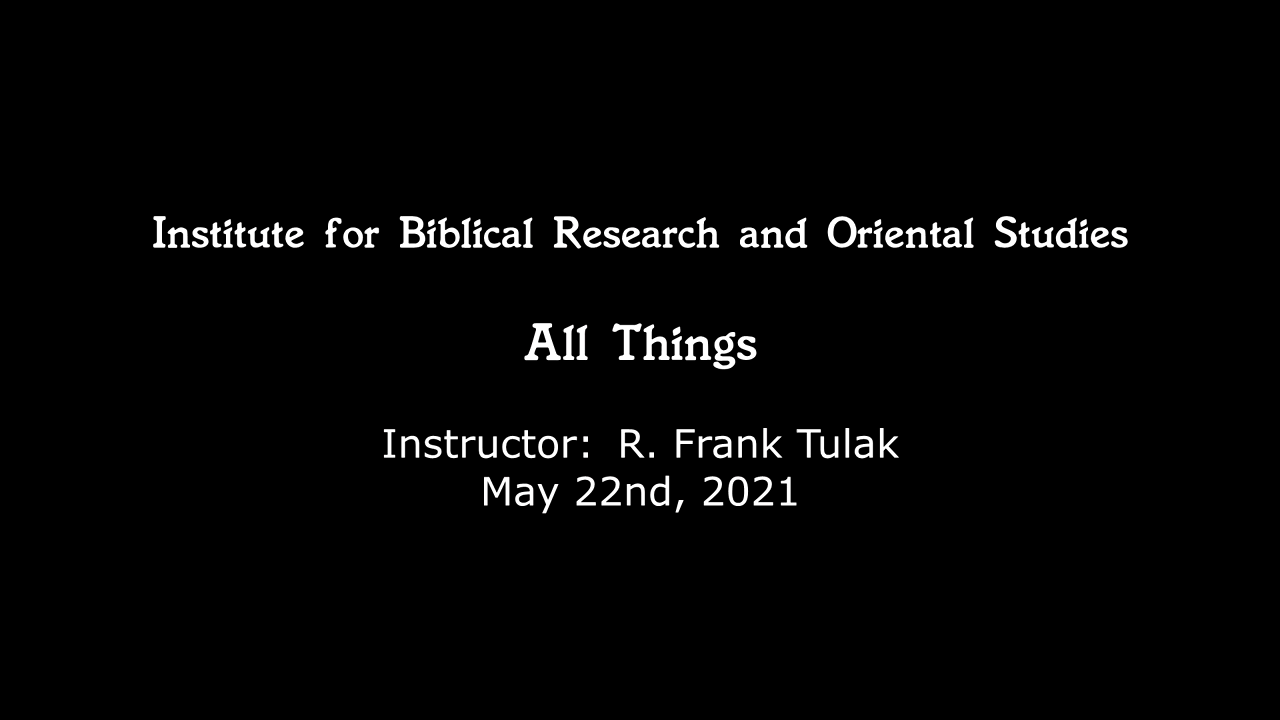 Institute for Biblical Research and Oriental Studies
All Things
Instructor: R. Frank Tulak
May 22nd, 2021